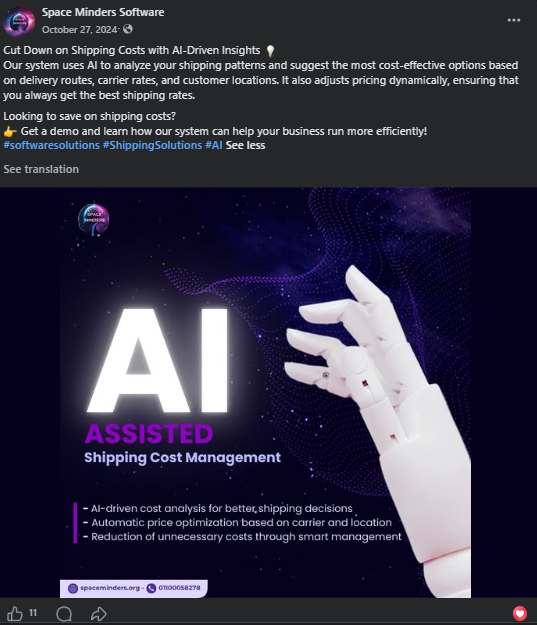 Space Minders Software
October 27, 2024 ·
Cut Down on Shipping Costs with AI-Driven Insights 💡
Our system uses AI to analyze your shipping patterns and suggest the most cost-effective options based
on delivery routes, carrier rates, and customer locations. It also adjusts pricing dynamically, ensuring that
you always get the best shipping rates.
Looking to save on shipping costs?
👉 Get a demo and learn how our system can help your business run more efficiently!
#softwaresolutions #ShippingSolutions #AI See less
See translation
SPACE
MINDERS
AI
ASSISTED
Shipping Cost Management
- AI-driven cost analysis for better shipping decisions
- Automatic price optimization based on carrier and location
- Reduction of unnecessary costs through smart management
spaceminders.org - 01100058278
11